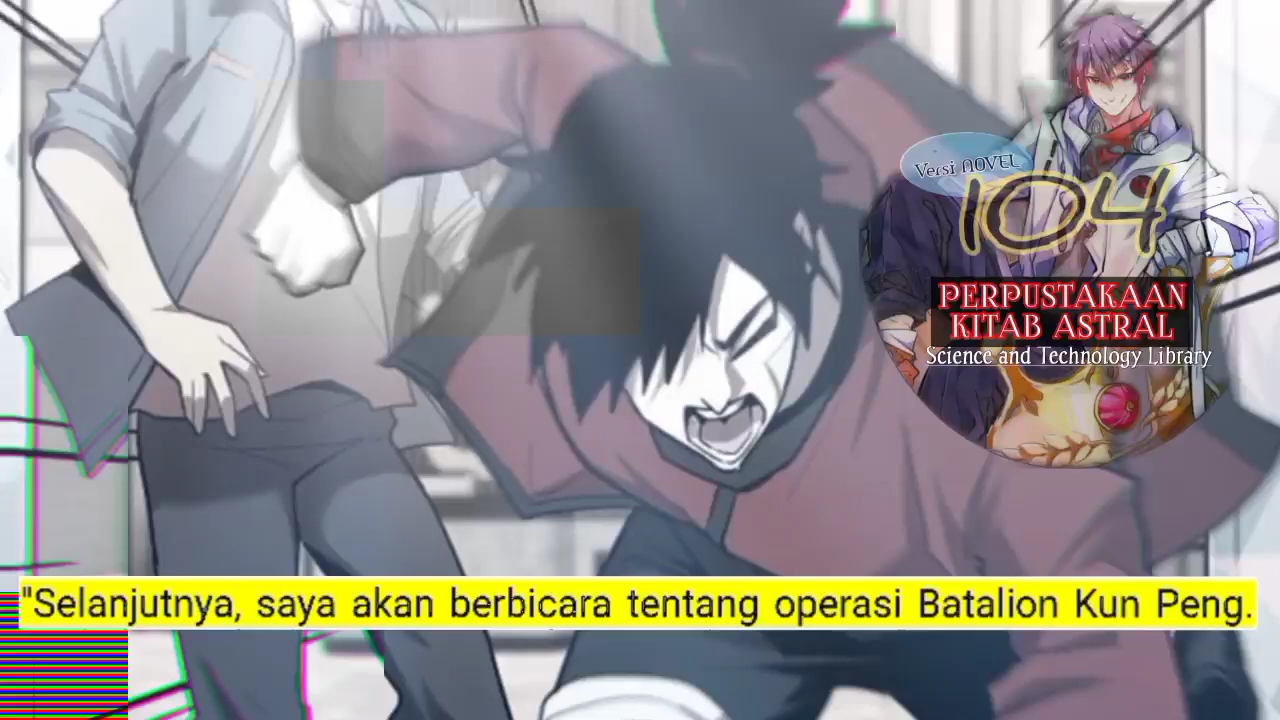 Versi NOVEL
104
PERPUSTAKAAN
KITAB ASTRAL
Science and Technology Library
"Selanjutnya, saya akan berbicara tentang operasi Batalion Kun Peng.